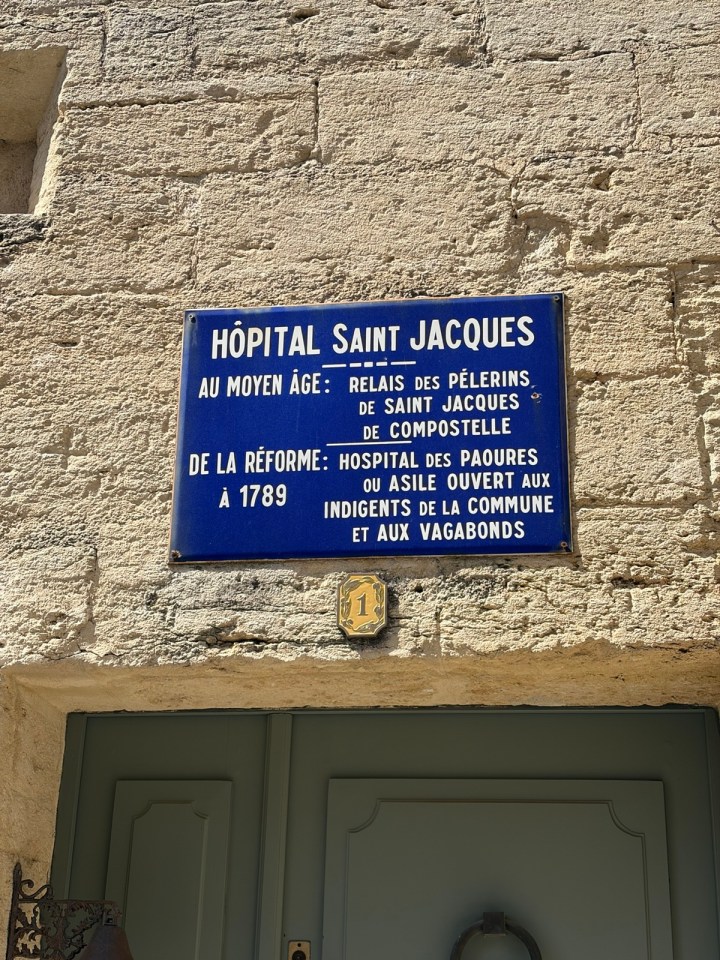 HÔPITAL SAINT JACQUES
AU MOYEN ÂGE: RELAIS DES PÉLERINS
DE SAINT JACQUES
DE COMPOSTELLE
DE LA RÉFORME: HOSPITAL DES PAOURES
À 1789 OU ASILE OUVERT AUX
INDIGENTS DE LA COMMUNE
ET AUX VAGABONDS
1